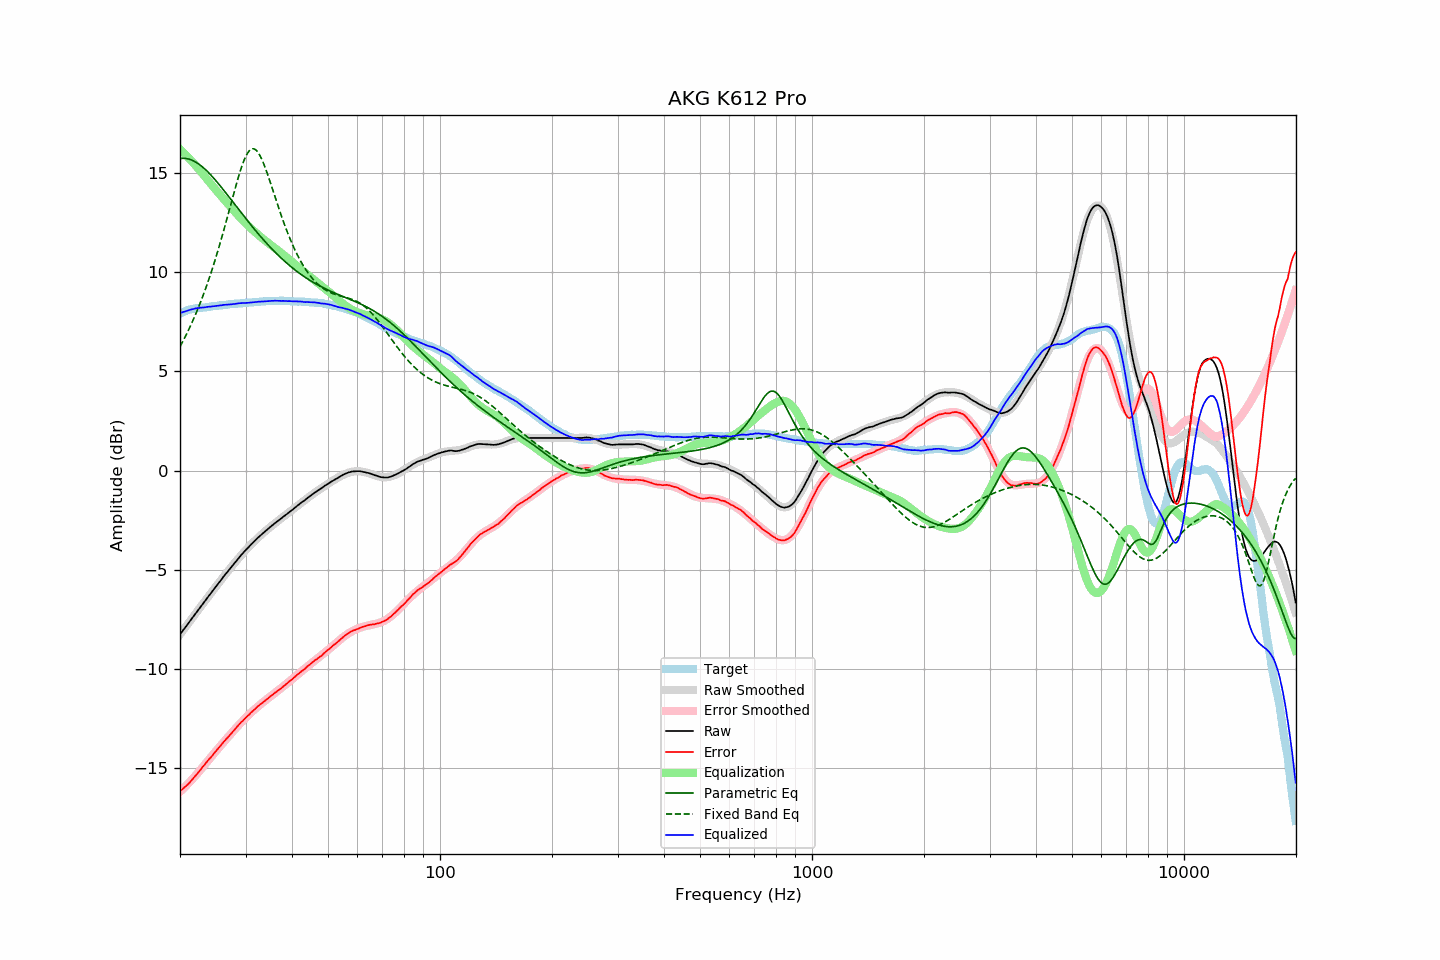 AKG K612 Pro
Amplitude (dBr)
15
10
5
0
−5
−10
−15
Target
Raw Smoothed
Error Smoothed
Raw
Error
Equalization
Parametric Eq
Fixed Band Eq
Equalized
100
1000
10000
Frequency (Hz)